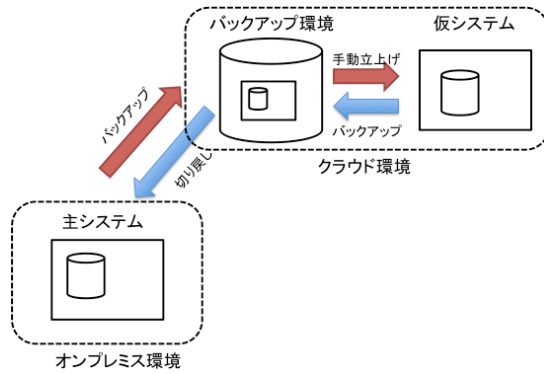 バックアップ環境
仮システム
手動立上げ
バックアップ
バックアップ
切り戻し
クラウド環境
主システム
オンプレミス環境